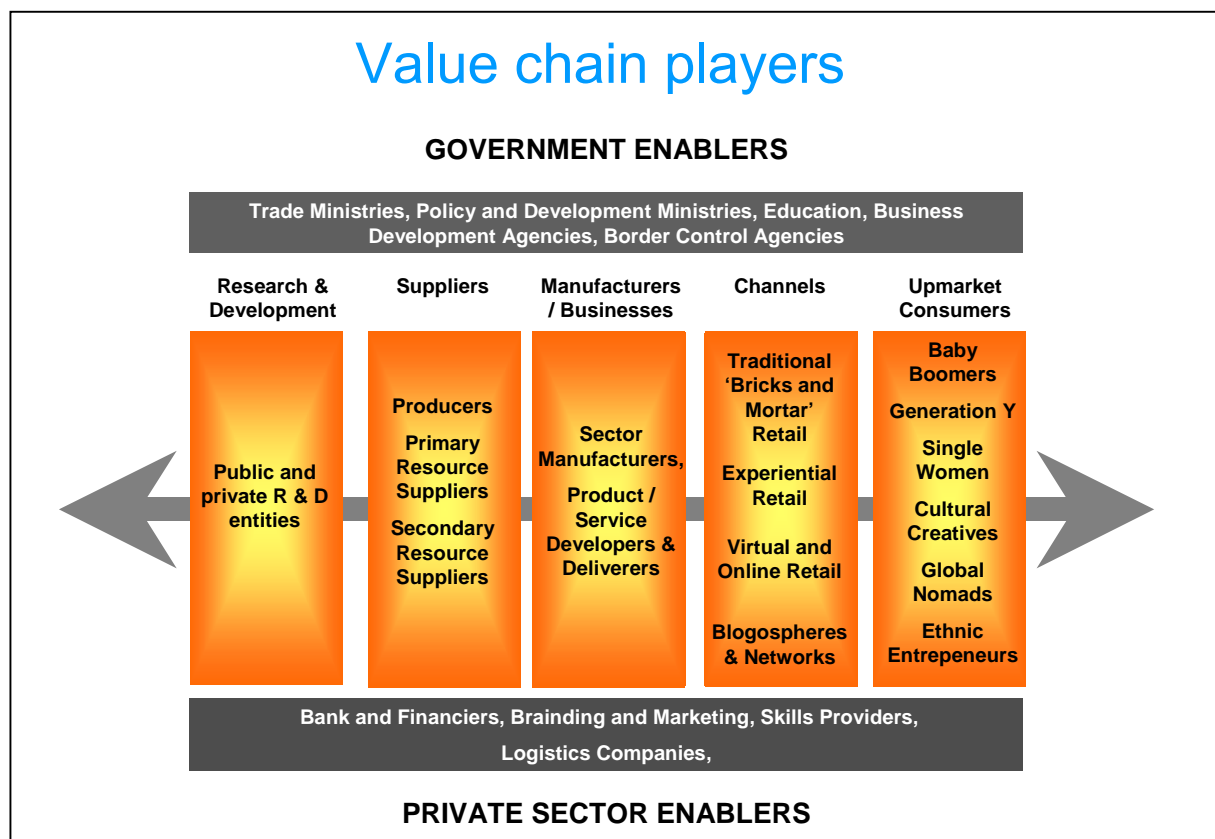 Value chain players
GOVERNMENT ENABLERS
Trade Ministries, Policy and Development Ministries, Education, Business
Development Agencies, Border Control Agencies
Research &
Development
Suppliers
Manufacturers
/ Businesses
Channels
Upmarket
Consumers
Public and
private R & D
entities
Producers
Primary
Resource
Suppliers
Secondary
Resource
Suppliers
Sector
Manufacturers,
Product /
Service
Developers &
Deliverers
Traditional
‘Bricks and
Mortar’
Retail
Experiential
Retail
Virtual and
Online Retail
Blogospheres
& Networks
Baby
Boomers
Generation Y
Single
Women
Cultural
Creatives
Global
Nomads
Ethnic
Entrepeneurs
Bank and Financiers, Brainding and Marketing, Skills Providers,
Logistics Companies,
PRIVATE SECTOR ENABLERS